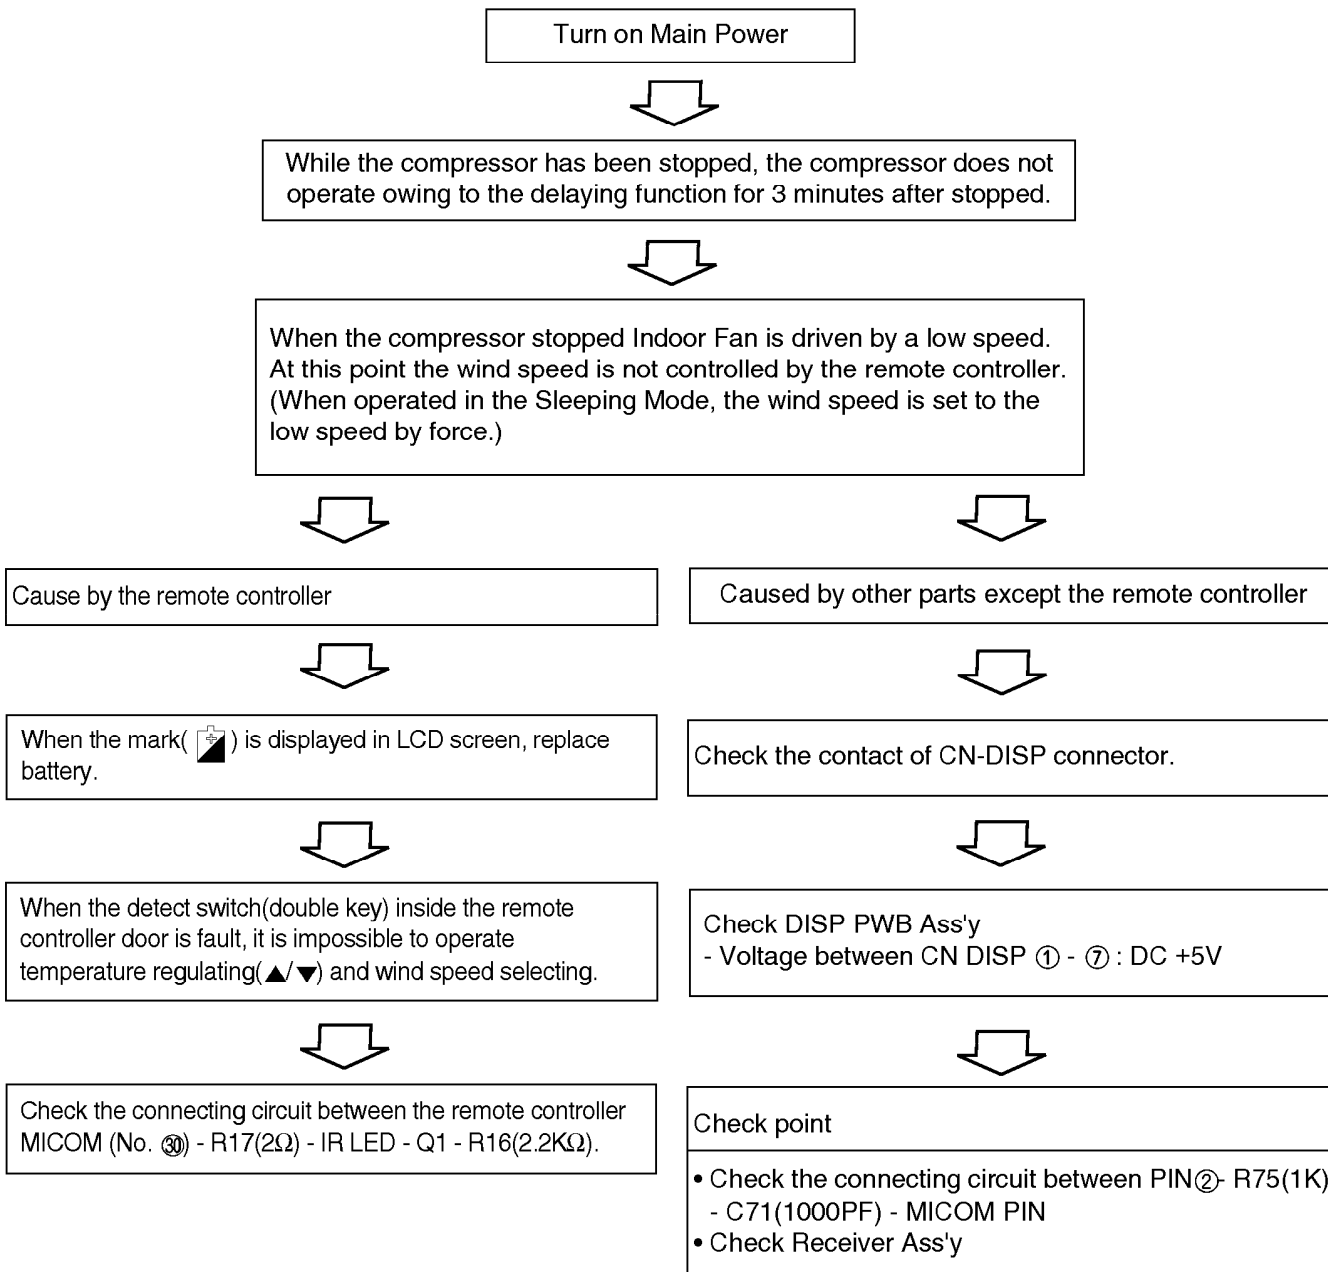 Turn on Main Power
While the compressor has been stopped, the compressor does not
operate owing to the delaying function for 3 minutes after stopped.
When the compressor stopped Indoor Fan is driven by a low speed.
At this point the wind speed is not controlled by the remote controller.
(When operated in the Sleeping Mode, the wind speed is set to the
low speed by force.)
Cause by the remote controller
When the mark( ) is displayed in LCD screen, replace
battery.
When the detect switch(double key) inside the remote
controller door is fault, it is impossible to operate
temperature regulating(▲/▼) and wind speed selecting.
Check the connecting circuit between the remote controller
MICOM (No. ㉚) - R17(2Ω) - IR LED - Q1 - R16(2.2KΩ).
Caused by other parts except the remote controller
Check the contact of CN-DISP connector.
Check DISP PWB Ass'y
- Voltage between CN DISP ① - ⑦ : DC +5V
Check point
• Check the connecting circuit between PIN②- R75(1K)
- C71(1000PF) - MICOM PIN
• Check Receiver Ass'y